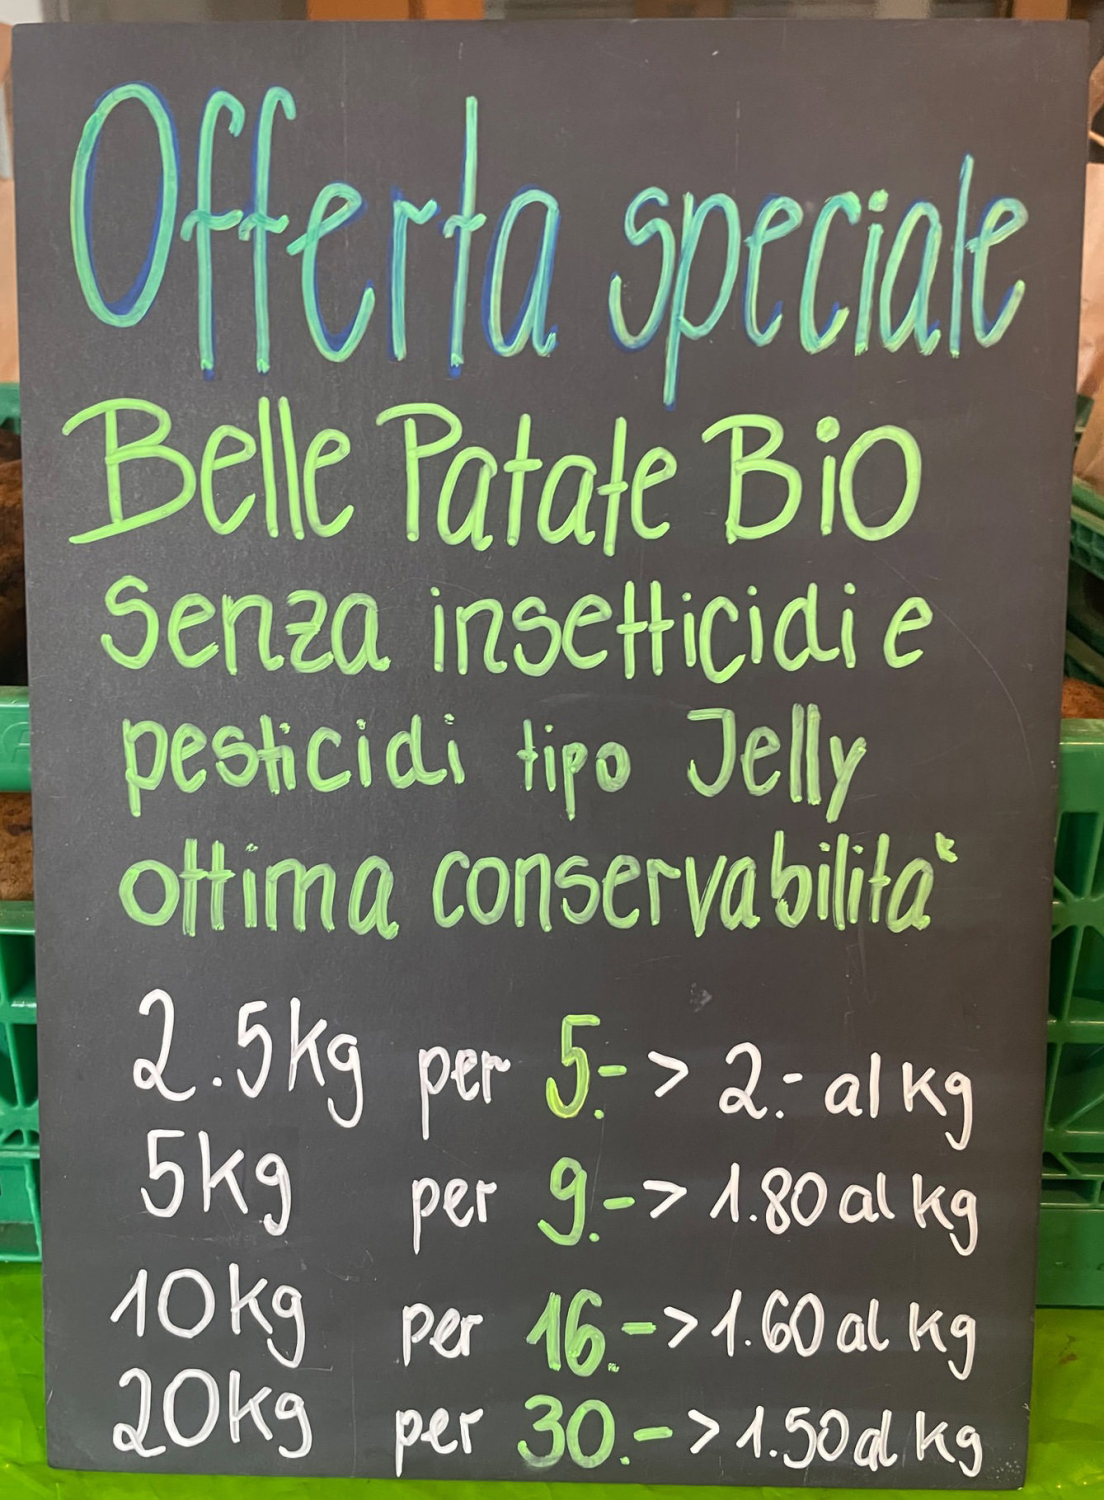 Offerta speciale
Belle Patate BiO
Senza insetticidi e
pesticidi tipo Jelly
ottima conservabilità
2.5kg per 5.- > 2.- al kg
5kg per 9.- > 1.80 al kg
10kg per 16.- > 1.60 al kg
20kg per 30.- > 1.50 al kg